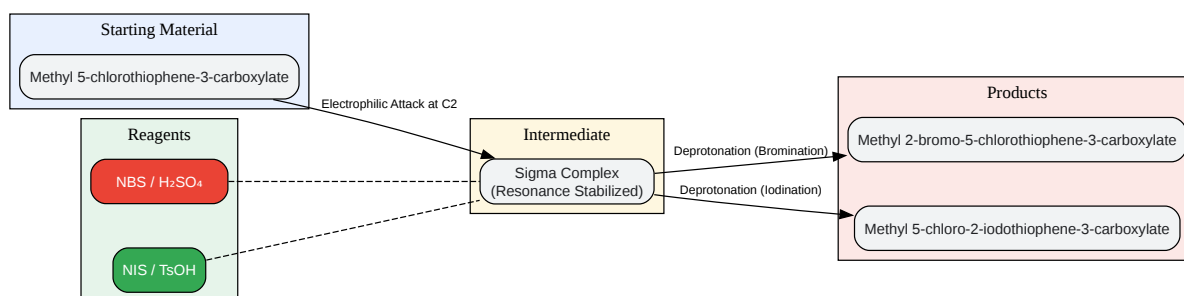 Starting Material
Methyl 5-chlorothiophene-3-carboxylate
Electrophilic Attack at C2
Reagents
NBS / H₂SO₄
NIS / TsOH
Intermediate
Sigma Complex
(Resonance Stabilized)
Deprotonation (Bromination)
Deprotonation (Iodination)
Products
Methyl 2-bromo-5-chlorothiophene-3-carboxylate
Methyl 5-chloro-2-iodothiophene-3-carboxylate